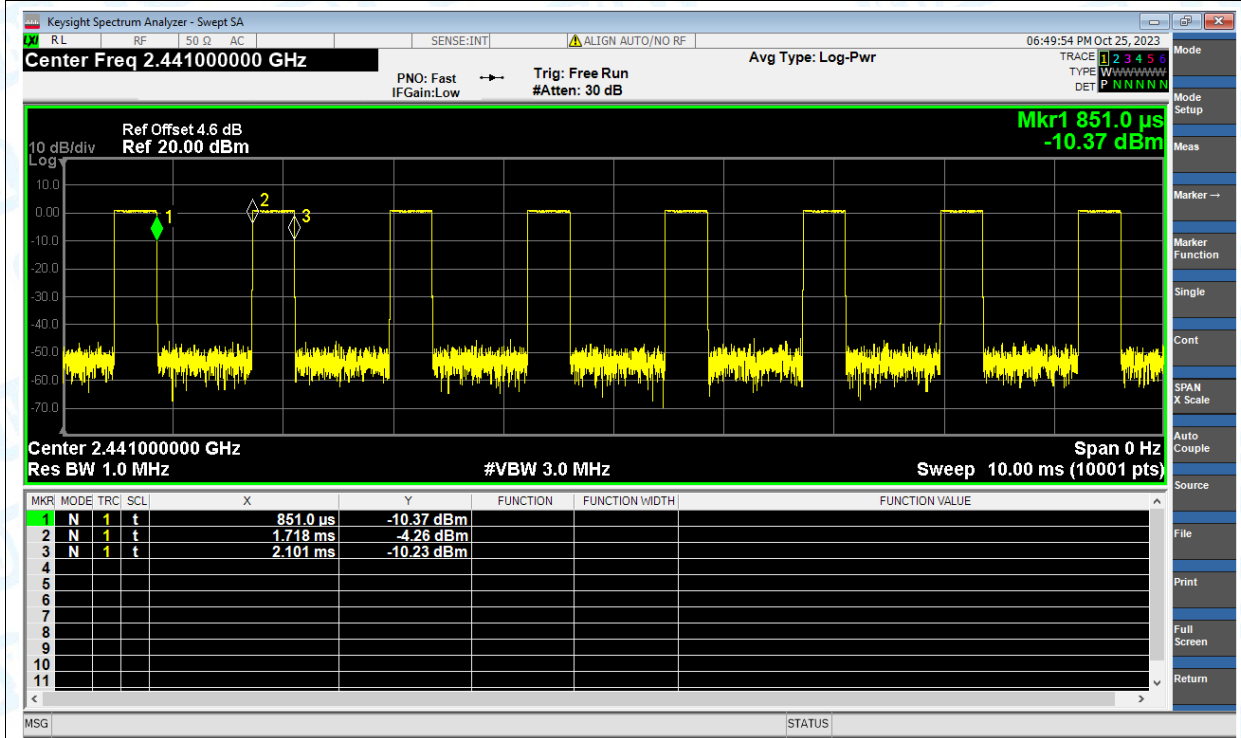 Keysight Spectrum Analyzer - Swept SA
LXI RL RF 50 Ω AC SENSE:INT ALIGN AUTO/NO RF 06:49:54 PM Oct 25, 2023
Center Freq 2.441000000 GHz
Avg Type: Log-Pwr
TRACE 1 2 3 4 5 6
PNO: Fast Trig: Free Run
TYPE WWWWWW
IFGain:Low #Atten: 30 dB
DET P N N N N N
Mkr1 851.0 µs
Ref Offset 4.6 dB
10 dB/div Ref 20.00 dBm
-10.37 dBm
Log
10.0
0.00
-10.0
-20.0
-30.0
-40.0
-50.0
-60.0
-70.0
1
2
3
Center 2.441000000 GHz Span 0 Hz
Res BW 1.0 MHz #VBW 3.0 MHz Sweep 10.00 ms (10001 pts)
MKR MODE TRC SCL X Y FUNCTION FUNCTION WIDTH FUNCTION VALUE
1 N 1 t 851.0 µs -10.37 dBm
2 N 1 t 1.718 ms -4.26 dBm
3 N 1 t 2.101 ms -10.23 dBm
4
5
6
7
8
9
10
11
MSG STATUS
Mode
Mode
Setup
Meas
Marker →
Marker
Function
Single
Cont
SPAN
X Scale
Auto
Couple
Source
File
Print
Full
Screen
Return